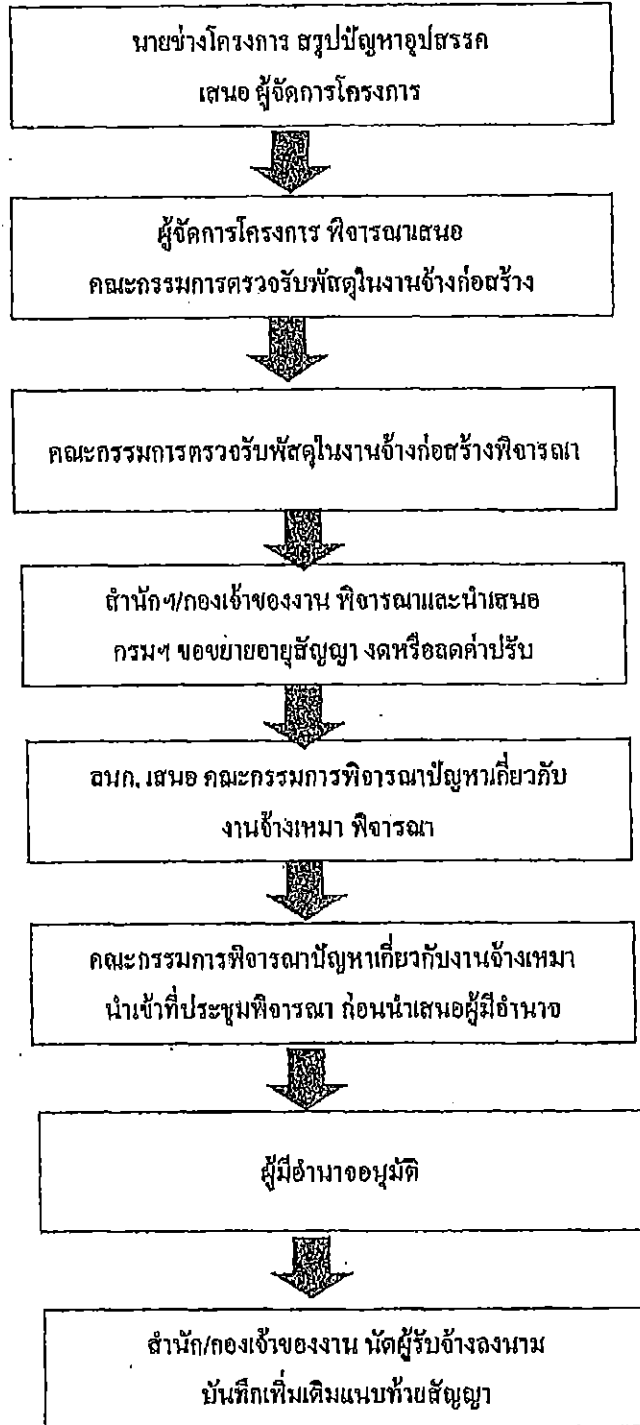 นายช่างโครงการ สรุปปัญหาอุปสรรค
เสนอ ผู้จัดการโครงการ
ผู้จัดการโครงการ พิจารณาเสนอ
คณะกรรมการตรวจรับพัสดุในงานจ้างก่อสร้าง
คณะกรรมการตรวจรับพัสดุในงานจ้างก่อสร้างพิจารณา
สำนักฯ/กองเจ้าของงาน พิจารณาและนำเสนอ
กรมฯ ขอขยายอายุสัญญา งดหรือลดค่าปรับ
ลนก. เสนอ คณะกรรมการพิจารณาปัญหาเกี่ยวกับ
งานจ้างเหมา พิจารณา
คณะกรรมการพิจารณาปัญหาเกี่ยวกับงานจ้างเหมา
นำเข้าที่ประชุมพิจารณา ก่อนนำเสนอผู้มีอำนาจ
ผู้มีอำนาจอนุมัติ
สำนัก/กองเจ้าของงาน นัดผู้รับจ้างลงนาม
บันทึกเพิ่มเติมแนบท้ายสัญญา